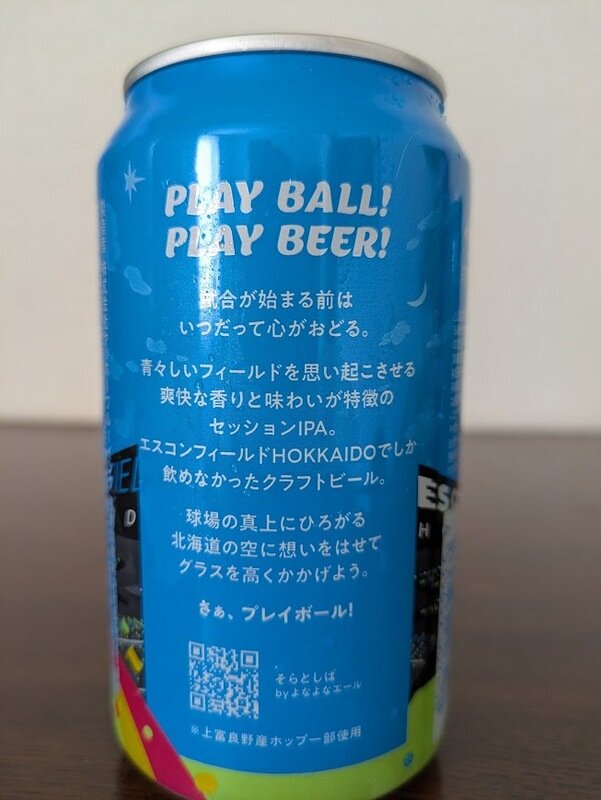 PLAY BALL!
PLAY BEER!
試合が始まる前は
いつだって心がおどる。
青々しいフィールドを思い起こさせる
爽快な香りと味わいが特徴の
セッションIPA。
エスコンフィールドHOKKAIDOでしか
飲めなかったクラフトビール。
球場の真上にひろがる
北海道の空に想いをはせて
グラスを高くかかげよう。
さぁ、プレイボール!
そらとしば
byよなよなエール
※上富良野産ホップ一部使用
IEL
D
ESC
H